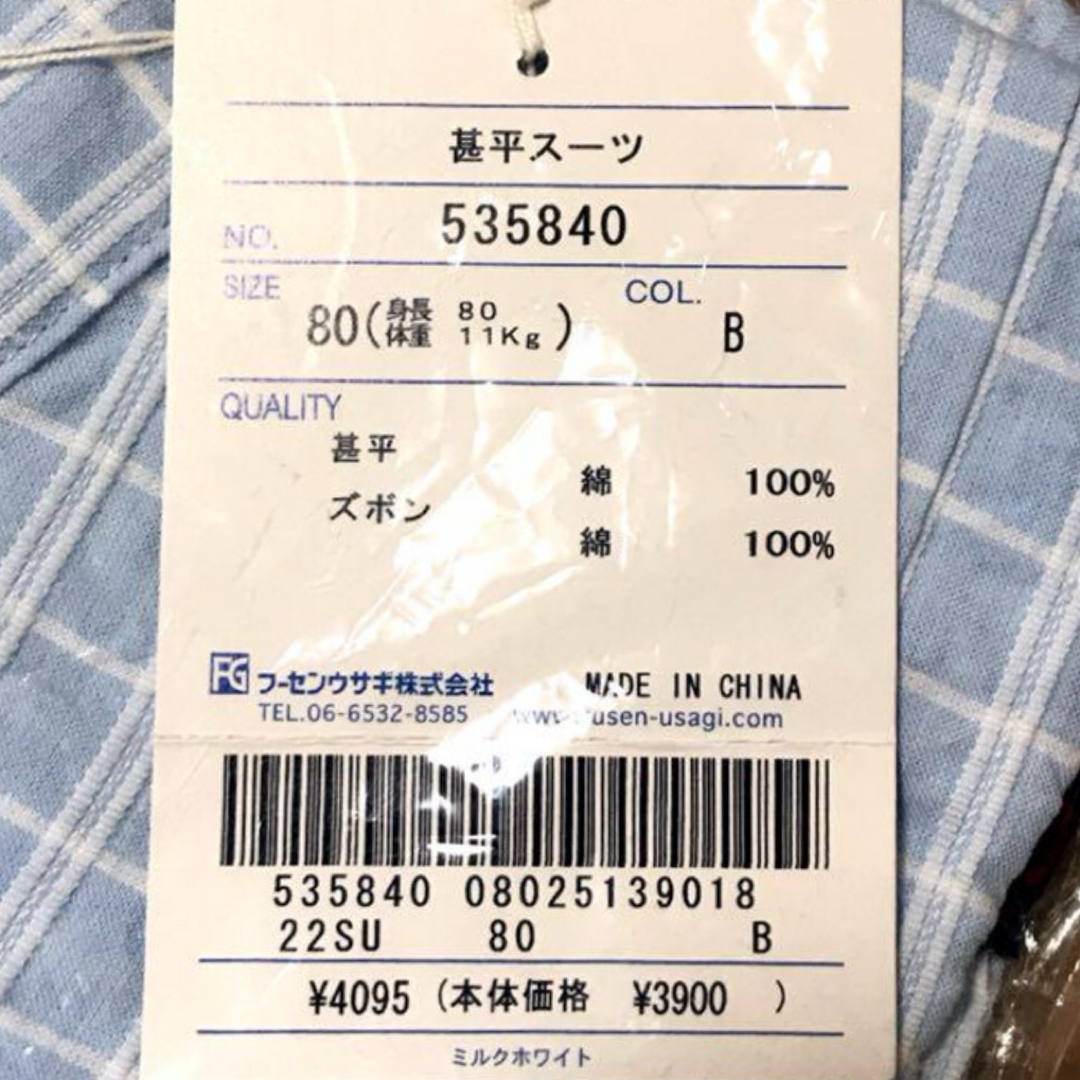 甚平スーツ
NO. 535840
SIZE 80(身長 80 体重 11Kg) COL. B
QUALITY
甚平
綿 100%
ズボン
綿 100%
FG フーセンウサギ株式会社 MADE IN CHINA
TEL.06-6532-8585 usen-usagi.com
535840 08025139018
22SU 80 B
¥4095 (本体価格 ¥3900 )
ミルクホワイト